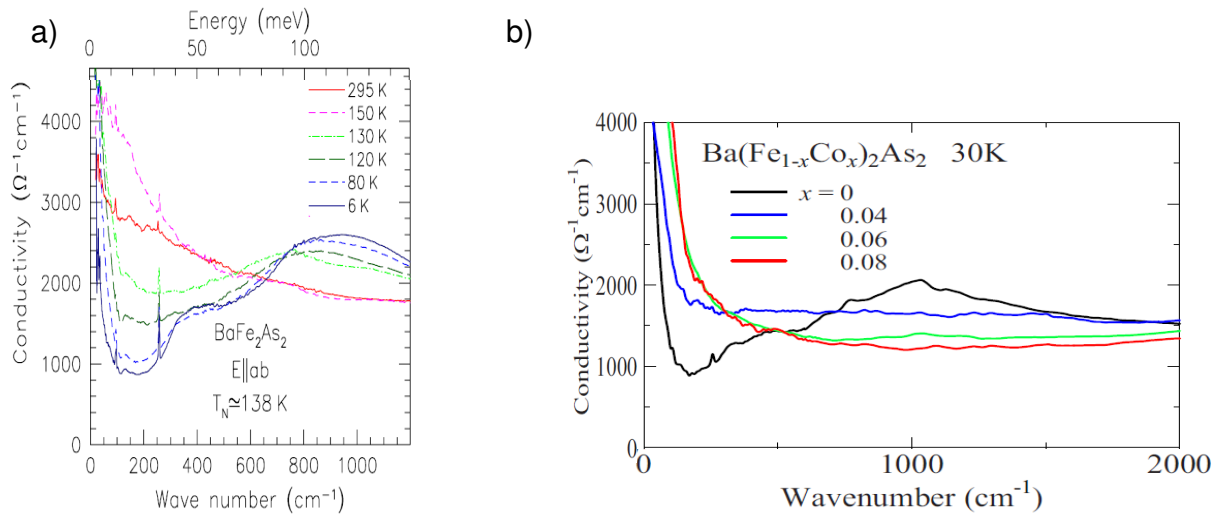 a)
Energy (meV)
0 50 100
295 K
150 K
130 K
120 K
80 K
6 K
Conductivity (Ω⁻¹cm⁻¹)
4000
3000
2000
1000
0
BaFe₂As₂
E∥ab
T_N≃138 K
0 200 400 600 800 1000
Wave number (cm⁻¹)
b)
Ba(Fe₁₋ₓCoₓ)₂As₂ 30K
x = 0
0.04
0.06
0.08
Conductivity (Ω⁻¹cm⁻¹)
4000
3000
2000
1000
0
0 1000 2000
Wavenumber (cm⁻¹)